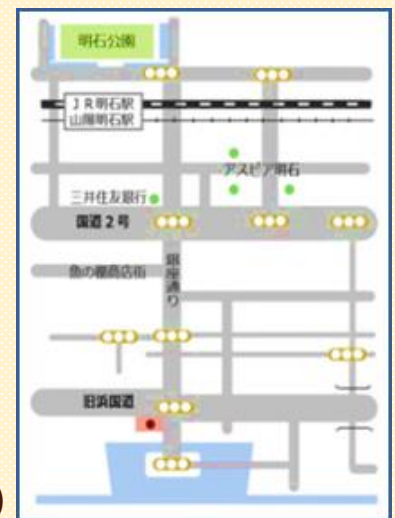 明石公園
JR明石駅
山陽明石駅
アスピア明石
三井住友銀行
国道2号
魚の棚商店街
銀座通り
旧浜国道
)